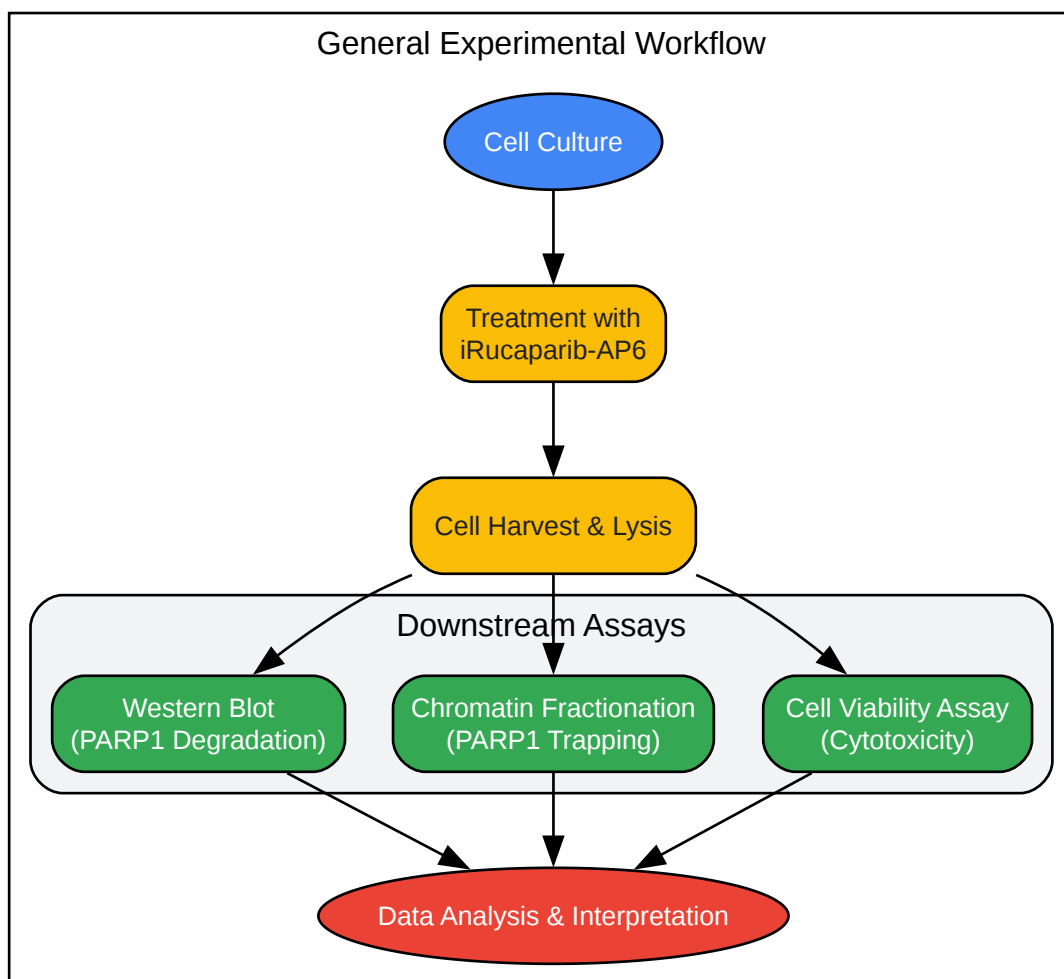 General Experimental Workflow
Cell Culture
Treatment with
iRucaparib-AP6
Cell Harvest & Lysis
Downstream Assays
Western Blot
(PARP1 Degradation)
Chromatin Fractionation
(PARP1 Trapping)
Cell Viability Assay
(Cytotoxicity)
Data Analysis & Interpretation